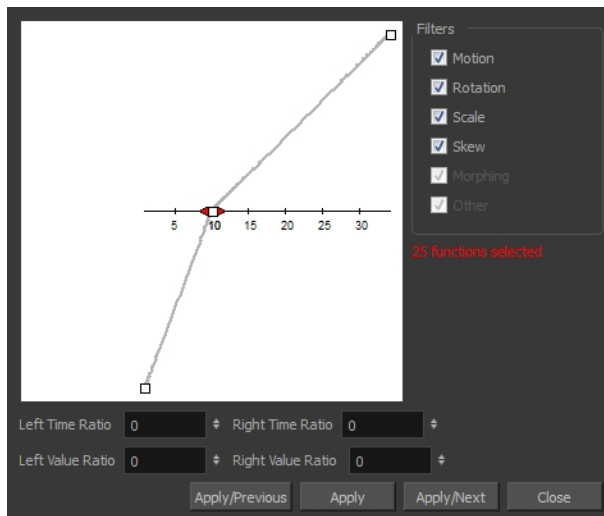 Filters
Motion
Rotation
Scale
Skew
Morphing
Other
5 10 15 20 25 30
25 functions selected
Left Time Ratio 0 Right Time Ratio 0
Left Value Ratio 0 Right Value Ratio 0
Apply/Previous Apply Apply/Next Close